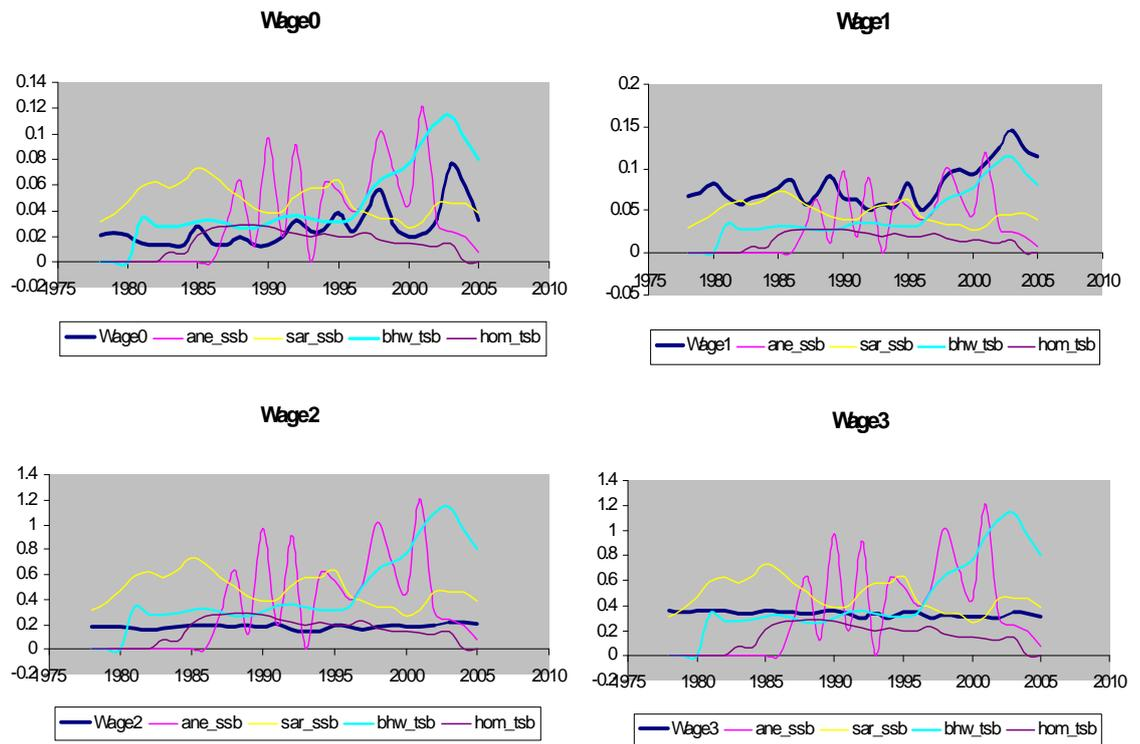 Wage0
0.14
0.12
0.1
0.08
0.06
0.04
0.02
0
-0.02
1975 1980 1985 1990 1995 2000 2005 2010
Wage0 ane_ssb sar_ssb bhw_tsb hom_tsb
Wage1
0.2
0.15
0.1
0.05
0
-0.05
1975 1980 1985 1990 1995 2000 2005 2010
Wage1 ane_ssb sar_ssb bhw_tsb hom_tsb
Wage2
1.4
1.2
1
0.8
0.6
0.4
0.2
0
-0.2
1975 1980 1985 1990 1995 2000 2005 2010
Wage2 ane_ssb sar_ssb bhw_tsb hom_tsb
Wage3
1.4
1.2
1
0.8
0.6
0.4
0.2
0
-0.2
1975 1980 1985 1990 1995 2000 2005 2010
Wage3 ane_ssb sar_ssb bhw_tsb hom_tsb